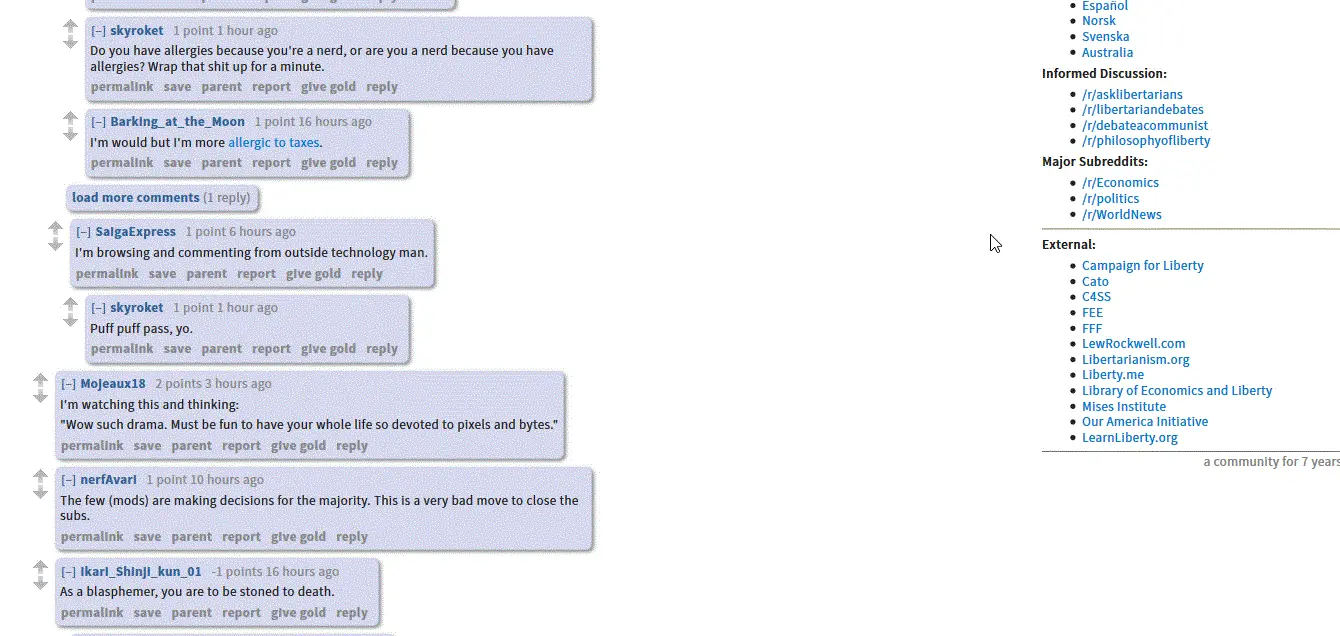 [–] skyroket 1 point 1 hour ago
Do you have allergies because you're a nerd, or are you a nerd because you have
allergies? Wrap that shit up for a minute.
permalink save parent report give gold reply
[–] Barking_at_the_Moon 1 point 16 hours ago
I'm would but I'm more allergic to taxes.
permalink save parent report give gold reply
load more comments (1 reply)
[–] SaigaExpress 1 point 6 hours ago
I'm browsing and commenting from outside technology man.
permalink save parent report give gold reply
[–] skyroket 1 point 1 hour ago
Puff puff pass, yo.
permalink save parent report give gold reply
[–] Mojeaux18 2 points 3 hours ago
I'm watching this and thinking:
"Wow such drama. Must be fun to have your whole life so devoted to pixels and bytes."
permalink save parent report give gold reply
[–] nerfAvari 1 point 10 hours ago
The few (mods) are making decisions for the majority. This is a very bad move to close the
subs.
permalink save parent report give gold reply
[–] Ikari_Shinji_kun_01 -1 points 16 hours ago
As a blasphemer, you are to be stoned to death.
permalink save parent report give gold reply
Español
Norsk
Svenska
Australia
Informed Discussion:
/r/asklibertarians
/r/libertariandebates
/r/debateacommunist
/r/philosophyofliberty
Major Subreddits:
/r/Economics
/r/politics
/r/WorldNews
External:
Campaign for Liberty
Cato
C4SS
FEE
FFF
LewRockwell.com
Libertarianism.org
Liberty.me
Library of Economics and Liberty
Mises Institute
Our America Initiative
LearnLiberty.org
a community for 7 years